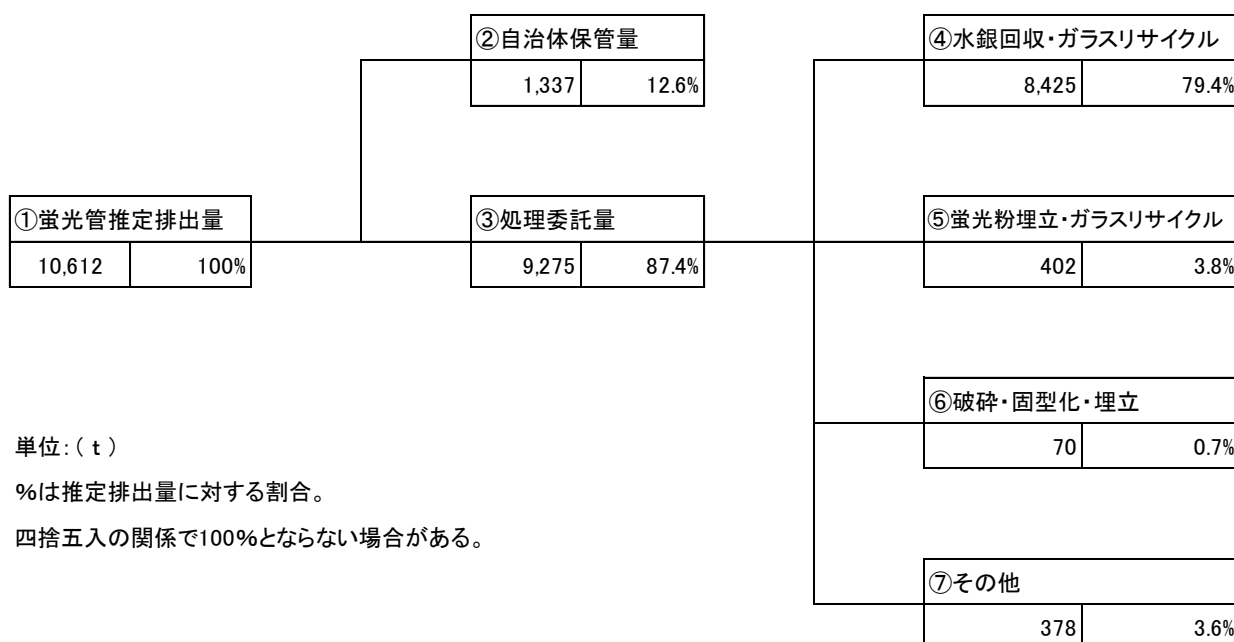 ②自治体保管量
1,337 12.6%
④水銀回収・ガラスリサイクル
8,425 79.4%
①蛍光管推定排出量
10,612 100%
③処理委託量
9,275 87.4%
⑤蛍光粉埋立・ガラスリサイクル
402 3.8%
⑥破砕・固型化・埋立
70 0.7%
単位:( t )
%は推定排出量に対する割合。
四捨五入の関係で100%とならない場合がある。
⑦その他
378 3.6%